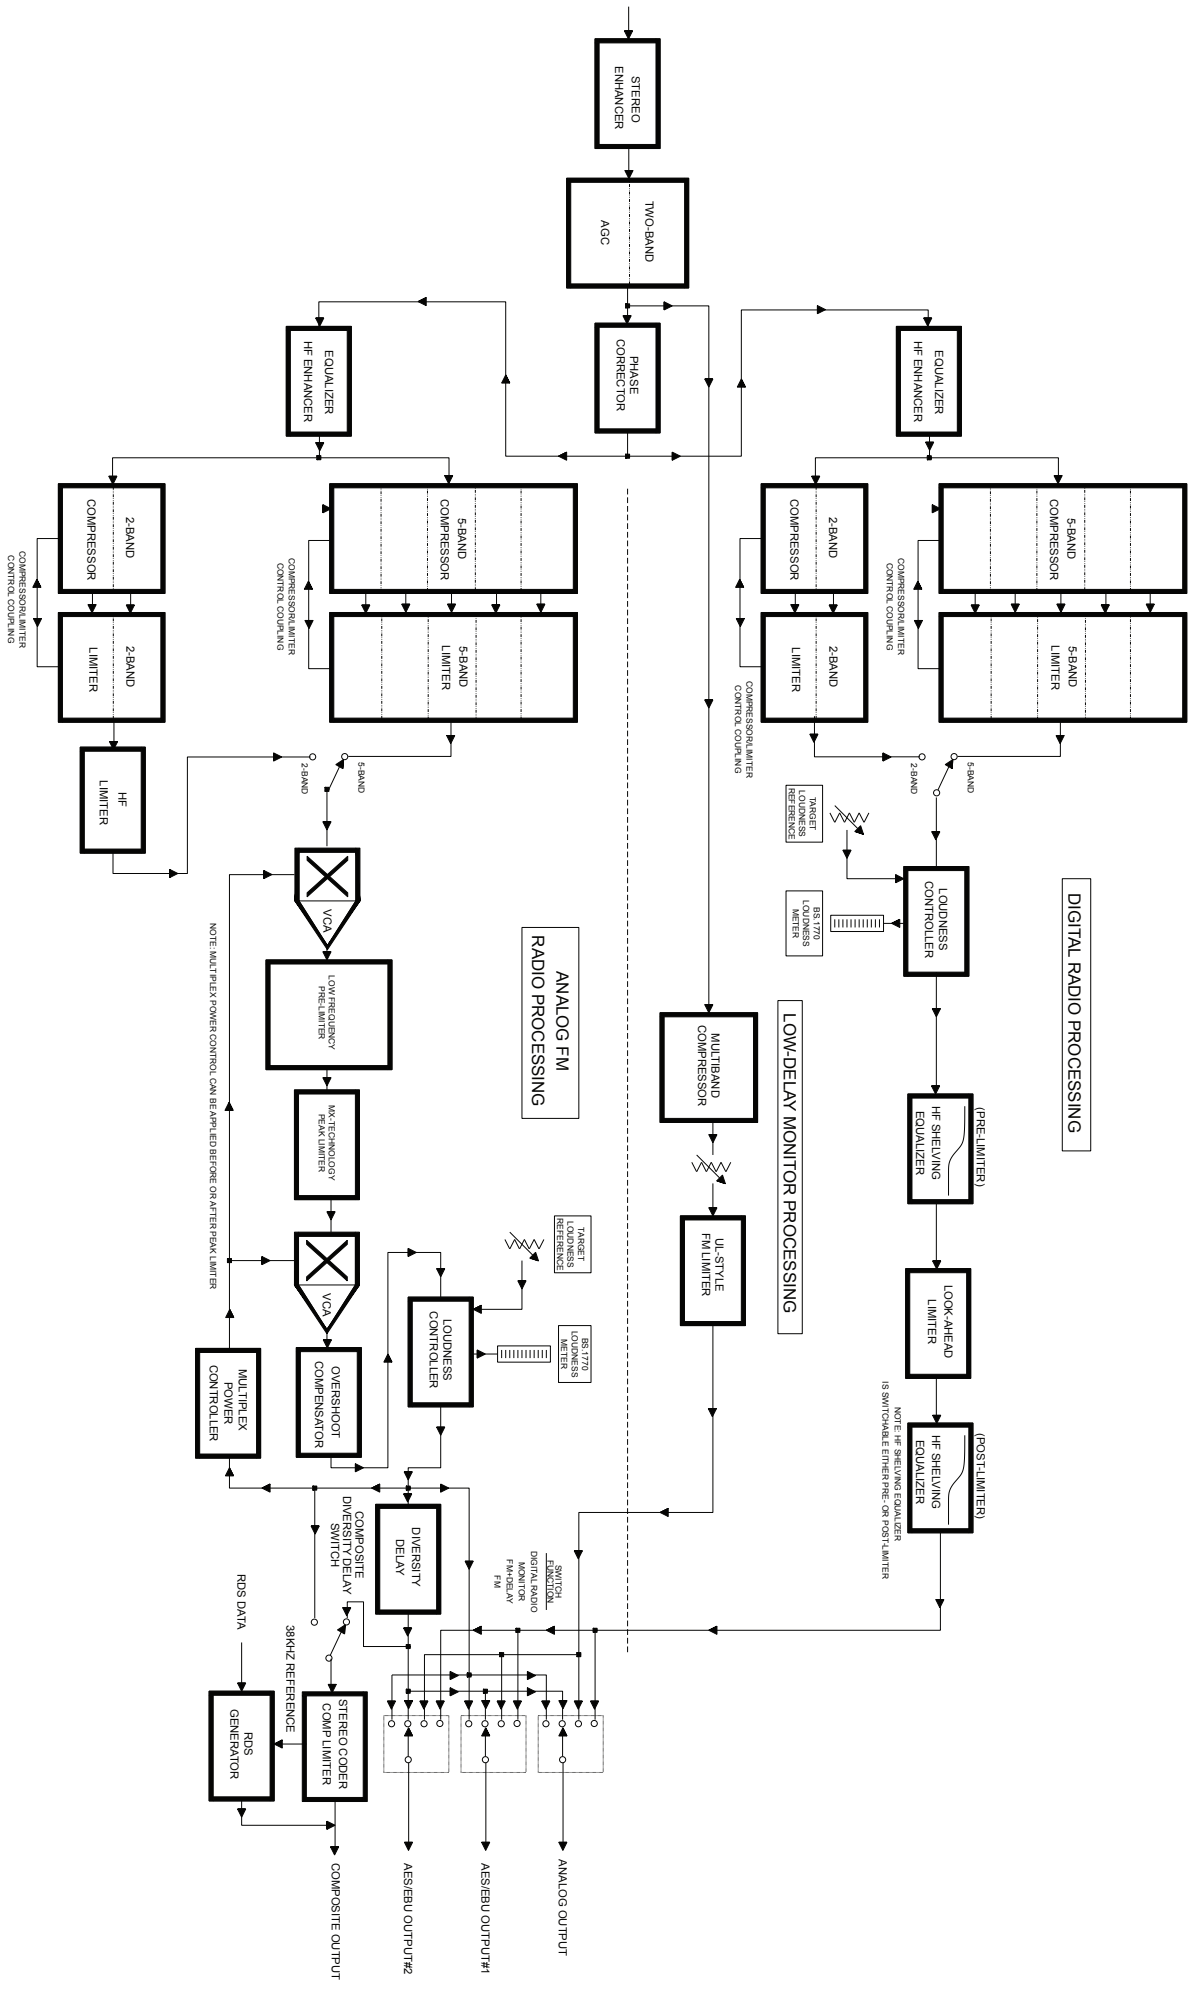 STEREO
ENHANCER
TWO-BAND
AGC
PHASE
CORRECTOR
EQUALIZER
HF ENHANCER
5-BAND
COMPRESSOR
5-BAND
LIMITER
COMPRESSOR/LIMITER
CONTROL COUPLING
2-BAND
COMPRESSOR
2-BAND
LIMITER
COMPRESSOR/LIMITER
CONTROL COUPLING
5-BAND
2-BAND
TARGET
LOUDNESS
REFERENCE
BS.1770
LOUDNESS
METER
LOUDNESS
CONTROLLER
DIGITAL RADIO PROCESSING
(PRE-LIMITER)
HF SHELVING
EQUALIZER
LOOK-AHEAD
LIMITER
(POST-LIMITER)
HF SHELVING
EQUALIZER
NOTE: HF SHELVING EQUALIZER
IS SWITCHABLE EITHER PRE- OR POST-LIMITER
LOW-DELAY MONITOR PROCESSING
MULTIBAND
COMPRESSOR
UL-STYLE
FM LIMITER
ANALOG FM
RADIO PROCESSING
EQUALIZER
HF ENHANCER
5-BAND
COMPRESSOR
5-BAND
LIMITER
COMPRESSOR/LIMITER
CONTROL COUPLING
2-BAND
COMPRESSOR
2-BAND
LIMITER
COMPRESSOR/LIMITER
CONTROL COUPLING
HF
LIMITER
5-BAND
2-BAND
VCA
LOW FREQUENCY
PRE-LIMITER
MX-TECHNOLOGY
PEAK LIMITER
VCA
OVERSHOOT
COMPENSATOR
TARGET
LOUDNESS
REFERENCE
BS.1770
LOUDNESS
METER
LOUDNESS
CONTROLLER
MULTIPLEX
POWER
CONTROLLER
NOTE: MULTIPLEX POWER CONTROL CAN BE APPLIED BEFORE OR AFTER PEAK LIMITER
DIVERSITY
DELAY
COMPOSITE
DIVERSITY DELAY
SWITCH
SWITCH
FUNCTION
DIGITAL RADIO
MONITOR
FM+DELAY
FM
STEREO CODER
COMP LIMITER
38KHZ REFERENCE
RDS DATA
RDS
GENERATOR
ANALOG OUTPUT
AES/EBU OUTPUT#1
AES/EBU OUTPUT#2
COMPOSITE OUTPUT